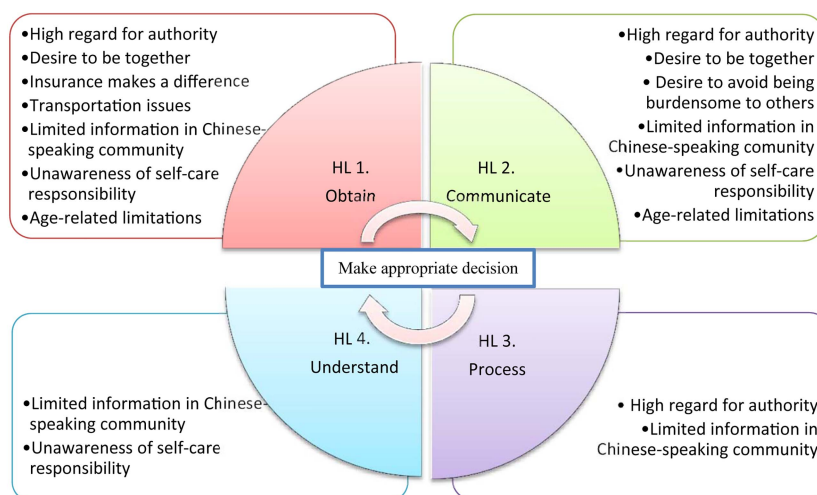 •High regard for authority
•Desire to be together
•Insurance makes a difference
•Transportation issues
•Limited information in Chinese-
speaking community
•Unawareness of self-care
respsonsibility
•Age-related limitations
•High regard for authority
•Desire to be together
• Desire to avoid being
burdensome to others
•Limited information in
Chinese-speaking comunity
•Unawareness of self-care
responsibility
•Age-related limitations
HL 1.
Obtain
HL 2.
Communicate
Make appropriate decision
HL 4.
Understand
HL 3.
Process
•Limited information in Chinese-
speaking community
•Unawareness of self-care
responsibility
• High regard for authority
•Limited information in
Chinese-speaking community